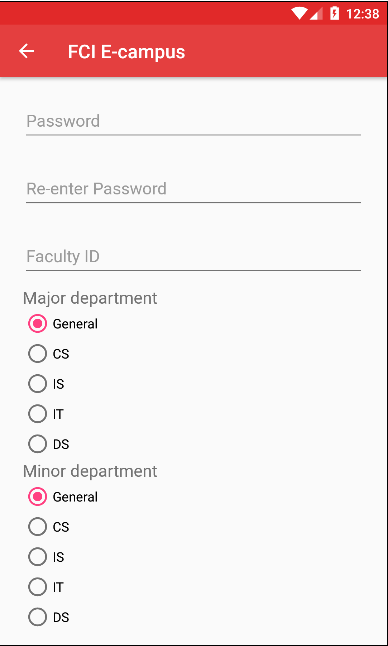 12:38
FCI E-campus
Password
Re-enter Password
Faculty ID
Major department
General
CS
IS
IT
DS
Minor department
General
CS
IS
IT
DS